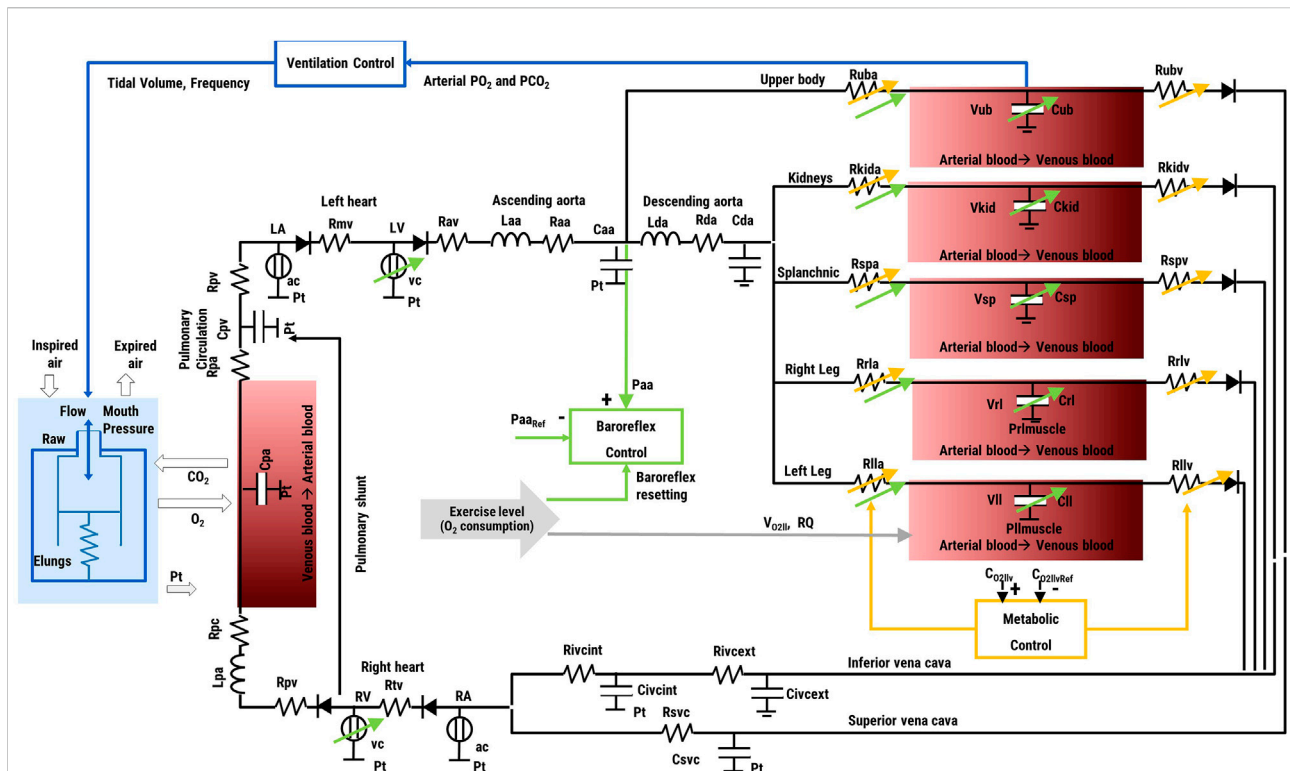 Ventilation Control
Tidal Volume, Frequency
Arterial PO₂ and PCO₂
Upper body
Ruba
Rubv
Vub
Cub
Arterial blood→ Venous blood
Kidneys
Rkida
Rkidv
Vkid
Ckid
Arterial blood→ Venous blood
Splanchnic
Rspa
Rspv
Vsp
Csp
Arterial blood→ Venous blood
Right Leg
Rrla
Rrlv
Vrl
Crl
Prlmuscle
Arterial blood→ Venous blood
Left Leg
Rlla
Rllv
Vll
Cll
Pllmuscle
Arterial blood→ Venous blood
Left heart
Ascending aorta
Descending aorta
LA
Rmv
LV
Rav
Laa
Raa
Caa
Lda
Rda
Cda
ac
Pt
vc
Pt
Pt
Rpv
Cpv
Pt
Pulmonary
Circulation
Rpa
Inspired
air
Expired
air
Flow
Mouth
Pressure
Raw
CO₂
O₂
Elungs
Pt
Cpa
Pt
Venous blood → Arterial blood
Pulmonary shunt
Paa
+
Paa_Ref
-
Baroreflex
Control
Baroreflex
resetting
Exercise level
(O₂ consumption)
V_O2ll, RQ
C_O2llv
+
C_O2llvRef
-
Metabolic
Control
Rpc
Lpa
Right heart
Rpv
RV
Rtv
RA
vc
Pt
ac
Pt
Rivcint
Civcint
Pt
Rivcext
Civcext
Inferior vena cava
Rsvc
Csvc
Pt
Superior vena cava